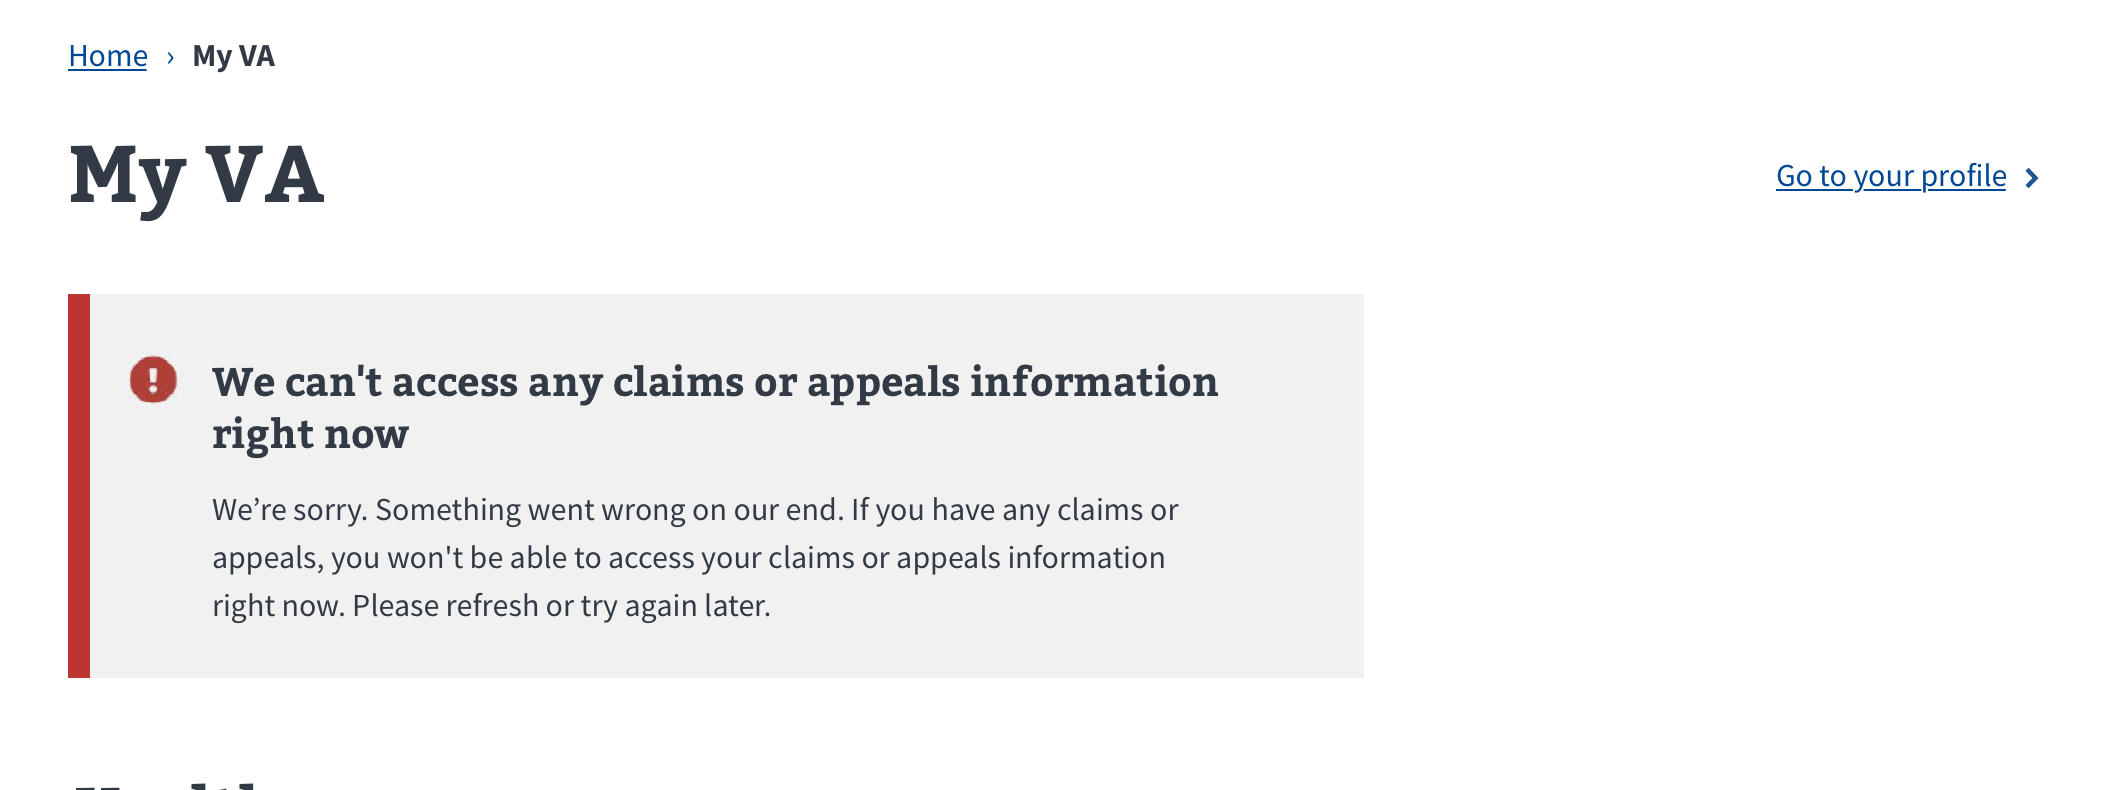 Home › My VA
My VA
Go to your profile
We can't access any claims or appeals information
right now
We’re sorry. Something went wrong on our end. If you have any claims or
appeals, you won't be able to access your claims or appeals information
right now. Please refresh or try again later.